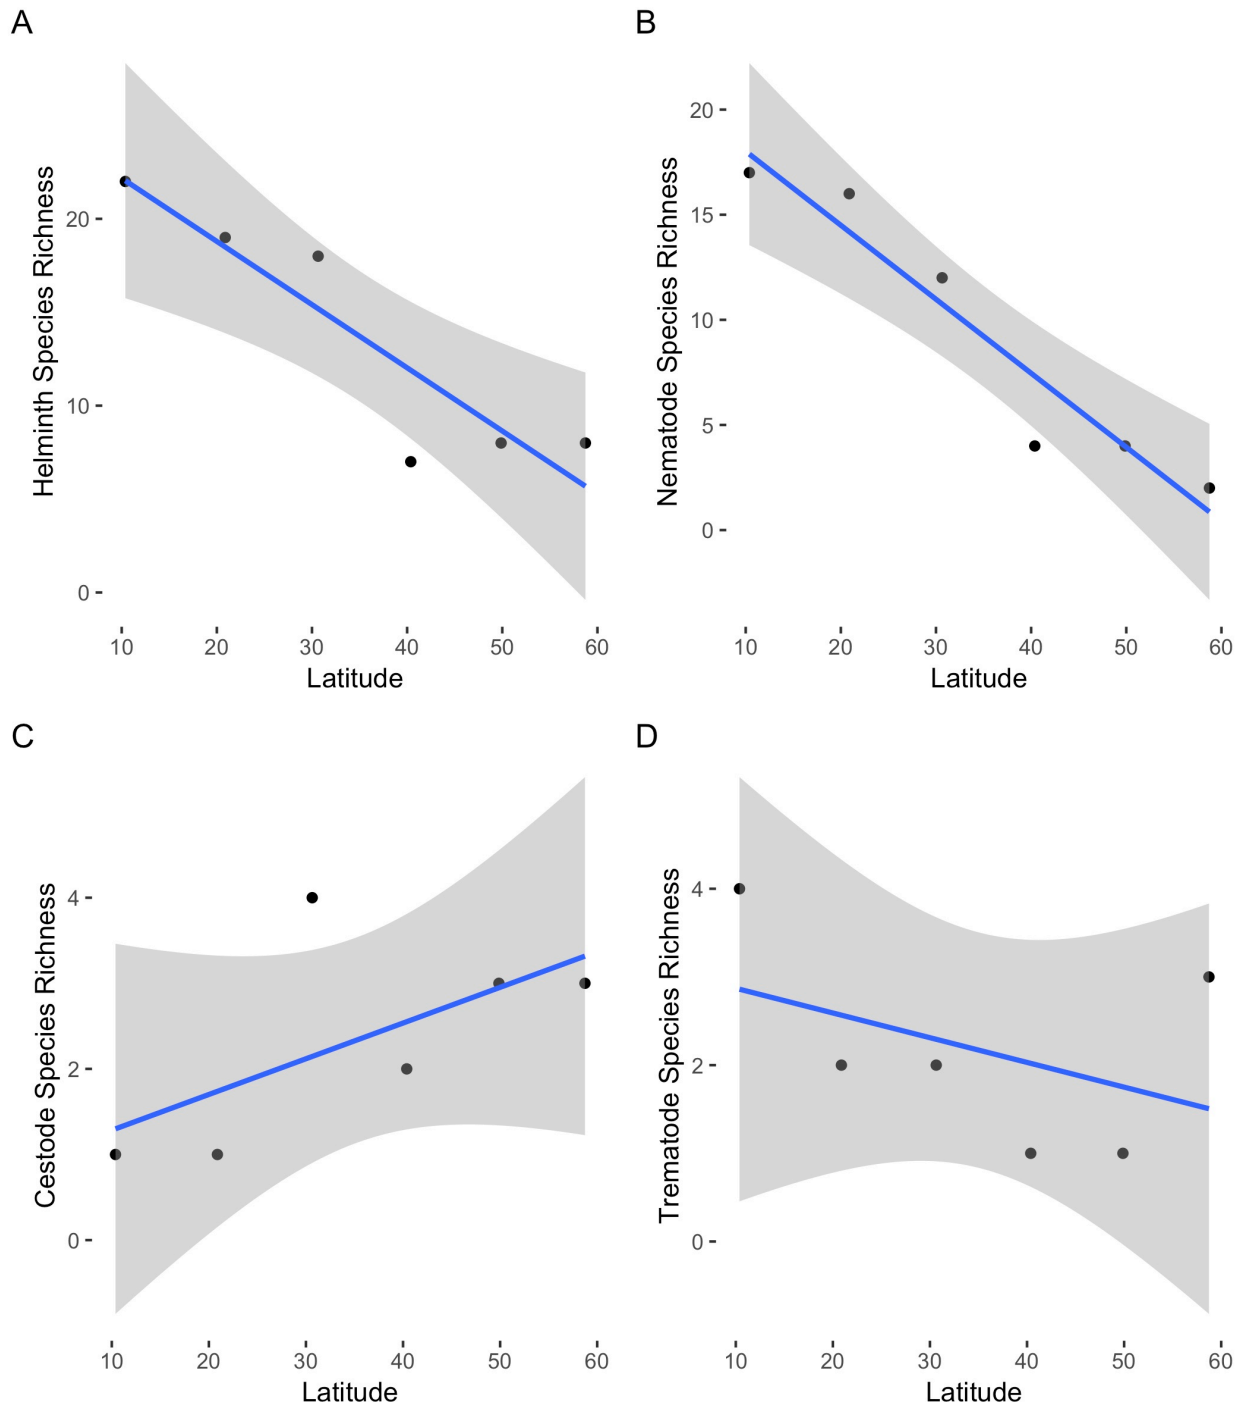 A
Helminth Species Richness
20
10
0
10 20 30 40 50 60
Latitude
B
Nematode Species Richness
20
15
10
5
0
10 20 30 40 50 60
Latitude
C
Cestode Species Richness
4
2
0
10 20 30 40 50 60
Latitude
D
Trematode Species Richness
4
2
0
10 20 30 40 50 60
Latitude